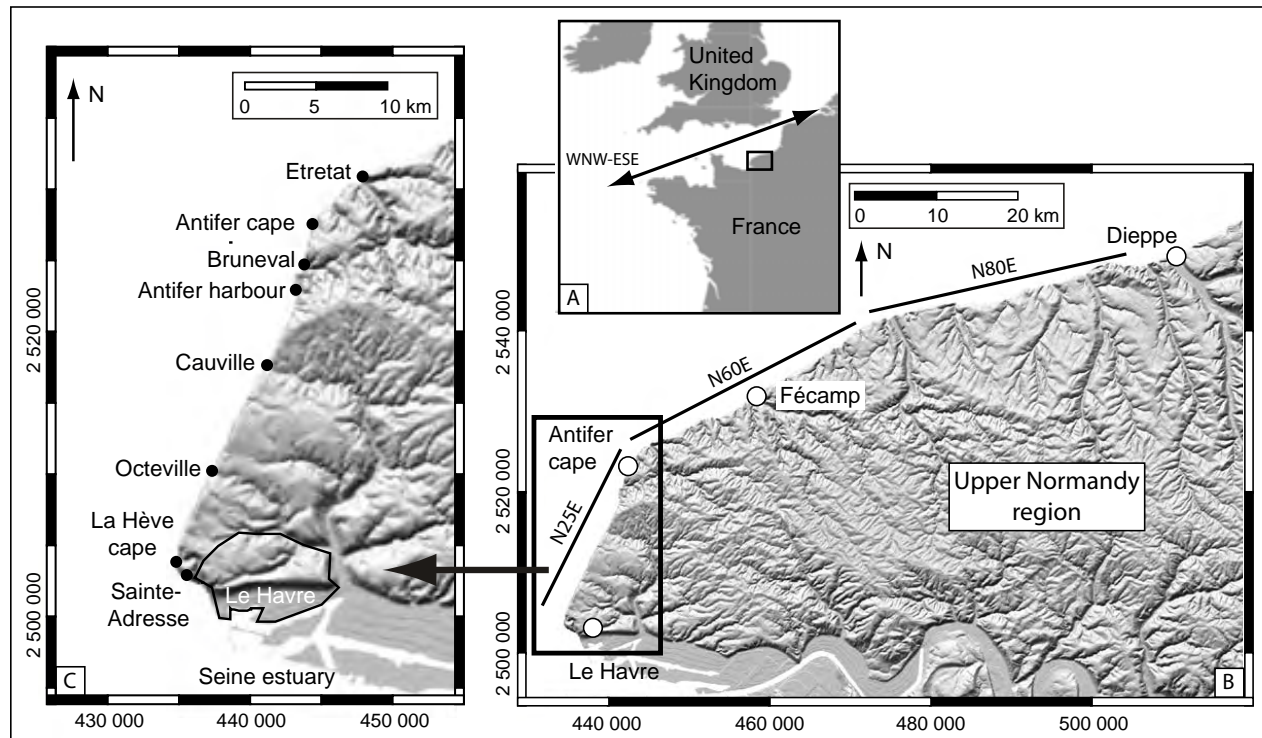 N
0
5
10 km
Etretat
Antifer cape
Bruneval
Antifer harbour
Cauville
Octeville
La Hève
cape
Sainte-
Adresse
Le Havre
Seine estuary
C
2 520 000
2 500 000
430 000
440 000
450 000
United
Kingdom
WNW-ESE
France
A
0
10
20 km
N
Dieppe
N80E
N60E
Fécamp
Antifer
cape
N25E
Upper Normandy
region
Le Havre
B
2 540 000
2 520 000
2 500 000
440 000
460 000
480 000
500 000